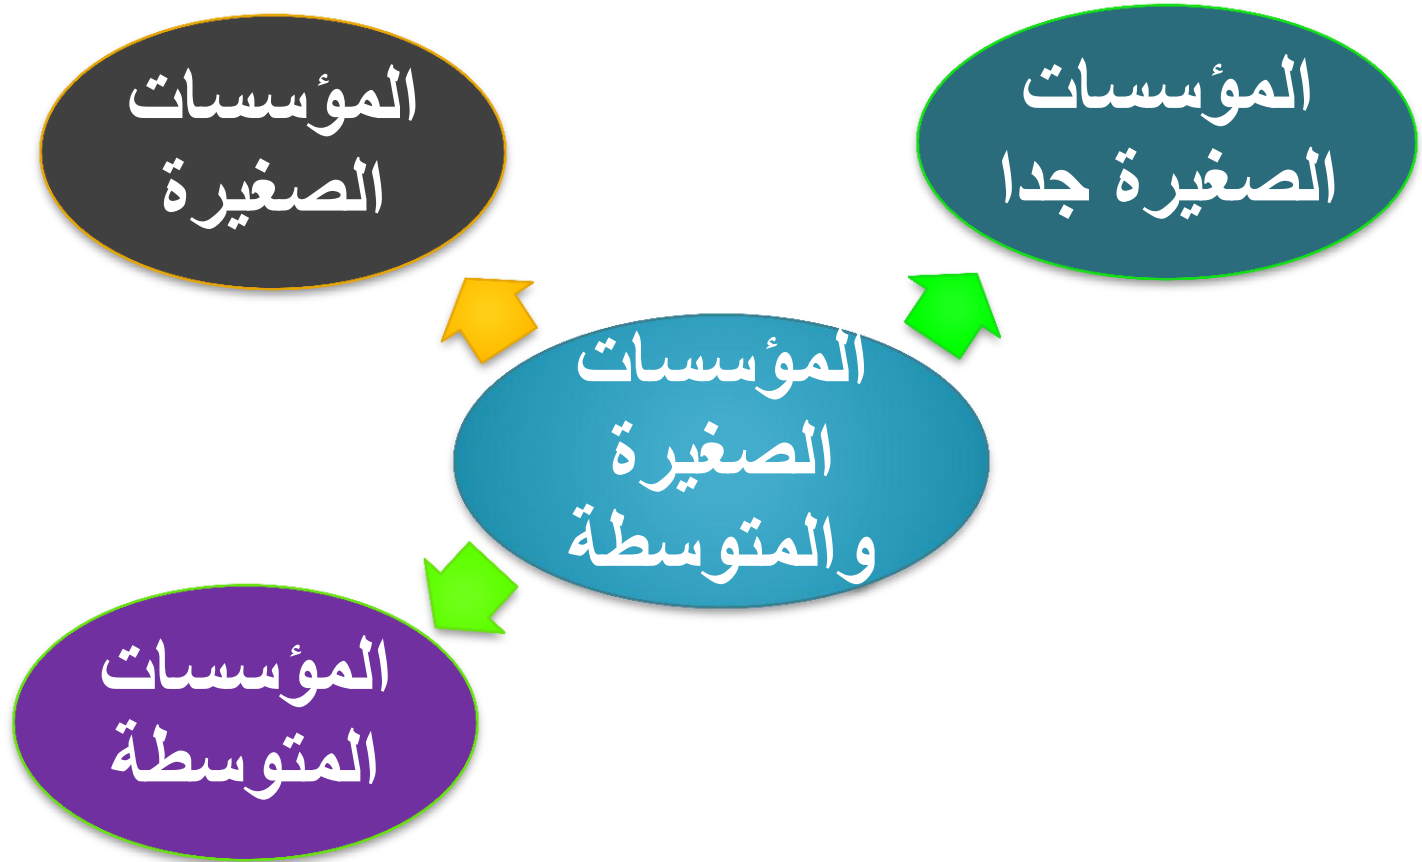 المؤسسات
الصغيرة جدا
المؤسسات
الصغيرة
المؤسسات
الصغيرة
والمتوسطة
المؤسسات
المتوسطة